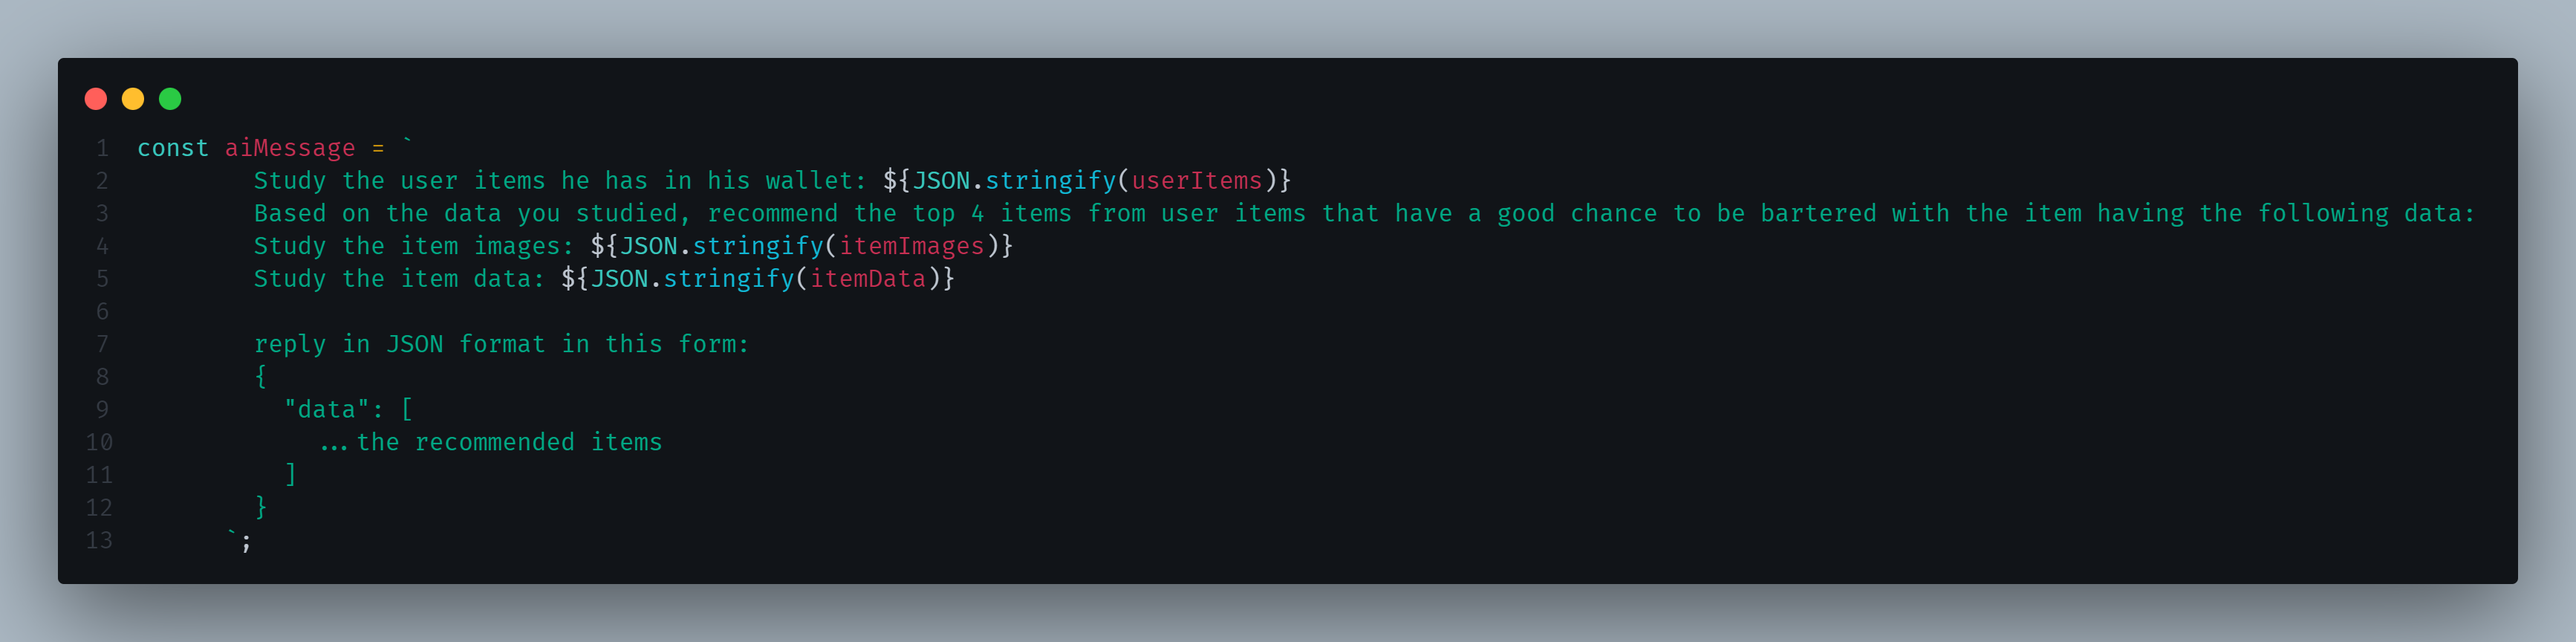 1 const aiMessage = `
2 Study the user items he has in his wallet: ${JSON.stringify(userItems)}
3 Based on the data you studied, recommend the top 4 items from user items that have a good chance to be bartered with the item having the following data:
4 Study the item images: ${JSON.stringify(itemImages)}
5 Study the item data: ${JSON.stringify(itemData)}
6
7 reply in JSON format in this form:
8 {
9 "data": [
10 ...the recommended items
11 ]
12 }
13 `;